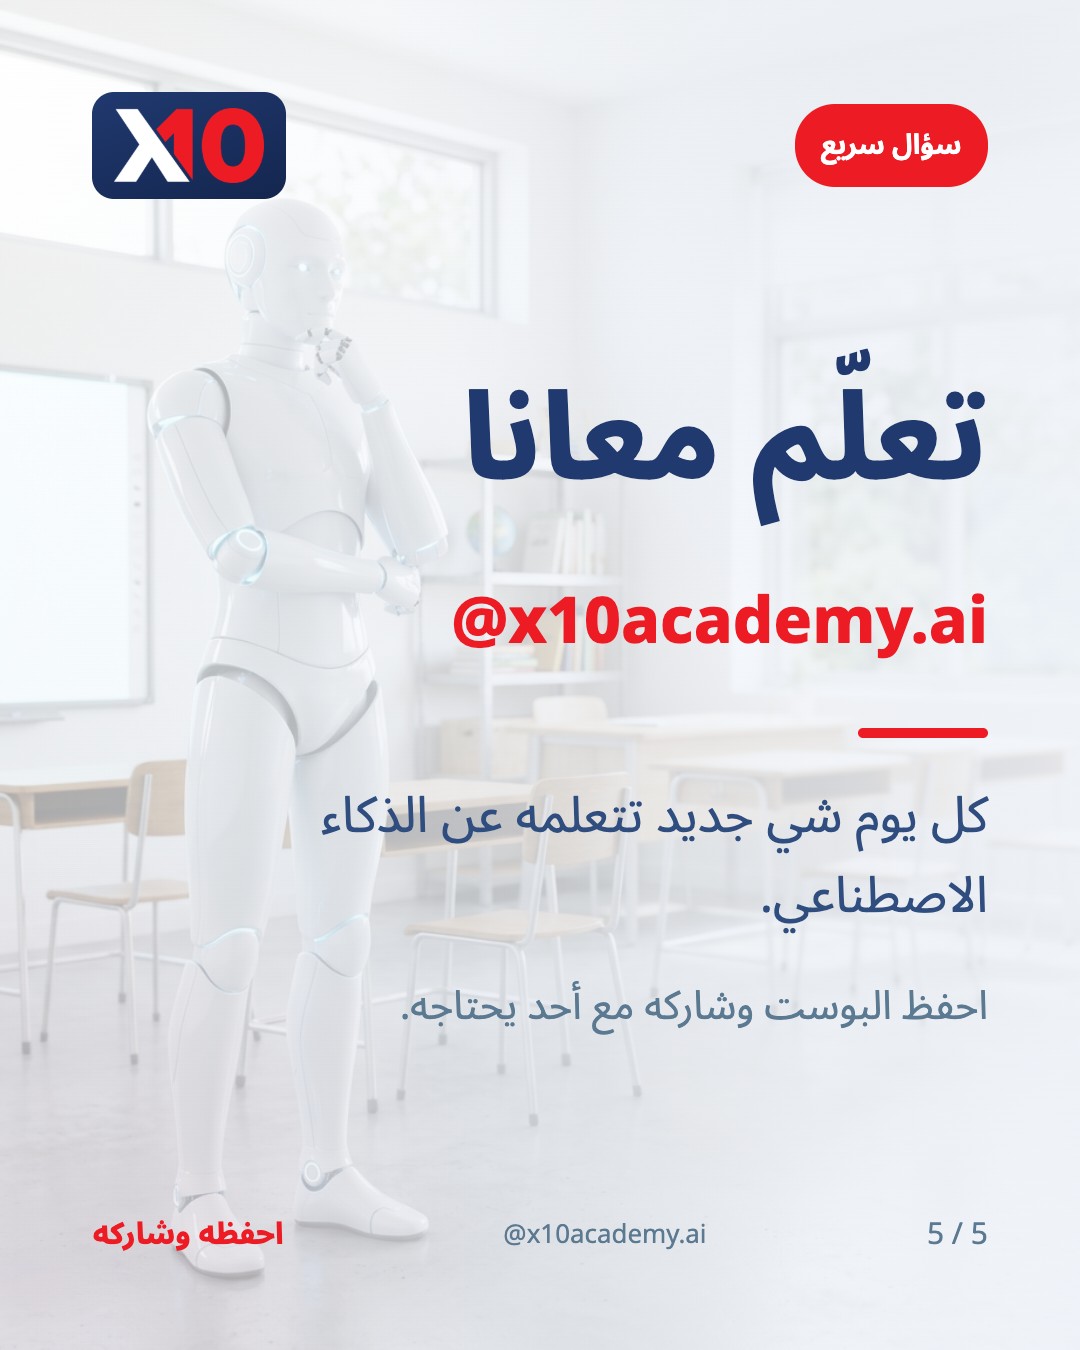 X10
سؤال سريع
تعلّم معانا
@x10academy.ai
كل يوم شي جديد تتعلمه عن الذكاء
الاصطناعي.
احفظ البوست وشاركه مع أحد يحتاجه.
5 / 5
@x10academy.ai
احفظه وشاركه